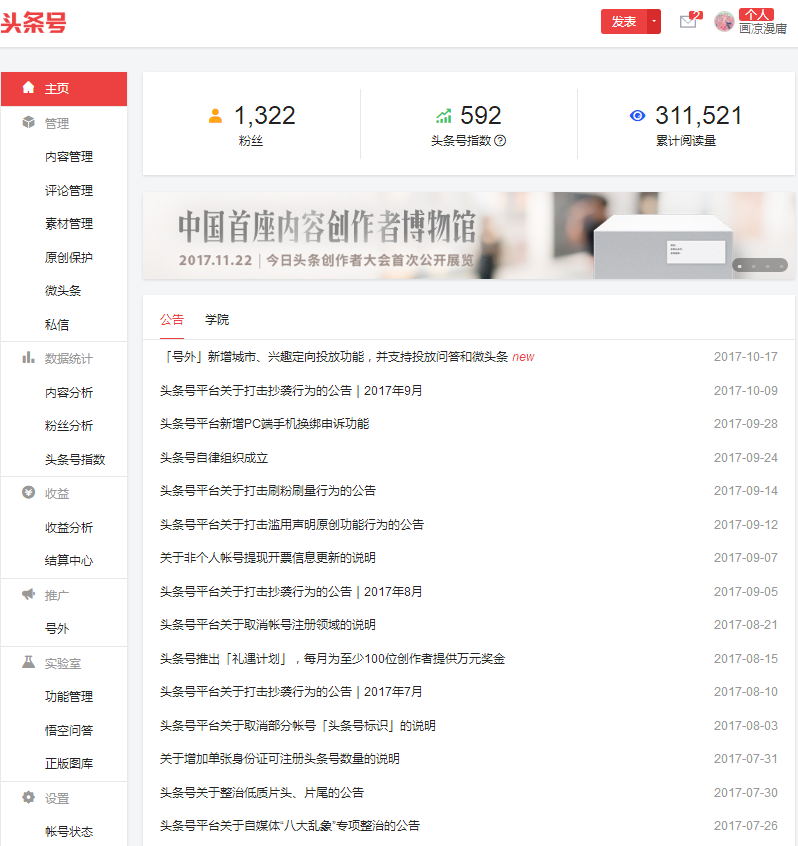 头条号
发表
2
个人
画凉漫庸
主页
管理
内容管理
评论管理
素材管理
原创保护
微头条
私信
数据统计
内容分析
粉丝分析
头条号指数
收益
收益分析
结算中心
推广
号外
实验室
功能管理
悟空问答
正版图库
设置
帐号状态
1,322
粉丝
592
头条号指数
311,521
累计阅读量
中国首座内容创作者博物馆
2017.11.22 | 今日头条创作者大会首次公开展览
公告 学院
「号外」新增城市、兴趣定向投放功能，并支持投放问答和微头条 new 2017-10-17
头条号平台关于打击抄袭行为的公告 | 2017年9月 2017-10-09
头条号平台新增PC端手机换绑申诉功能 2017-09-28
头条号自律组织成立 2017-09-24
头条号平台关于打击刷粉刷量行为的公告 2017-09-14
头条号平台关于打击滥用声明原创功能行为的公告 2017-09-12
关于非个人帐号提现开票信息更新的说明 2017-09-07
头条号平台关于打击抄袭行为的公告 | 2017年8月 2017-09-05
头条号平台关于取消帐号注册领域的说明 2017-08-21
头条号推出「礼遇计划」，每月为至少100位创作者提供万元奖金 2017-08-15
头条号平台关于打击抄袭行为的公告 | 2017年7月 2017-08-10
头条号平台关于取消部分帐号「头条号标识」的说明 2017-08-03
关于增加单张身份证可注册头条号数量的说明 2017-07-31
头条号关于整治低质片头、片尾的公告 2017-07-30
头条号平台关于自媒体“八大乱象”专项整治的公告 2017-07-26